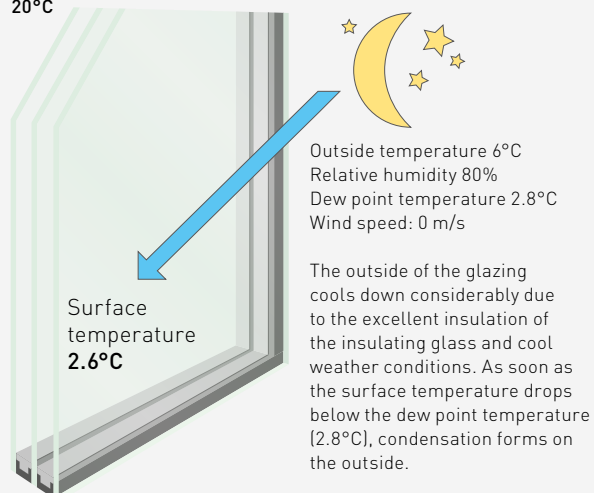 20°C
Outside temperature 6°C
Relative humidity 80%
Dew point temperature 2.8°C
Wind speed: 0 m/s
The outside of the glazing
cools down considerably due
to the excellent insulation of
the insulating glass and cool
weather conditions. As soon as
the surface temperature drops
below the dew point temperature
(2.8°C), condensation forms on
the outside.
Surface
temperature
2.6°C